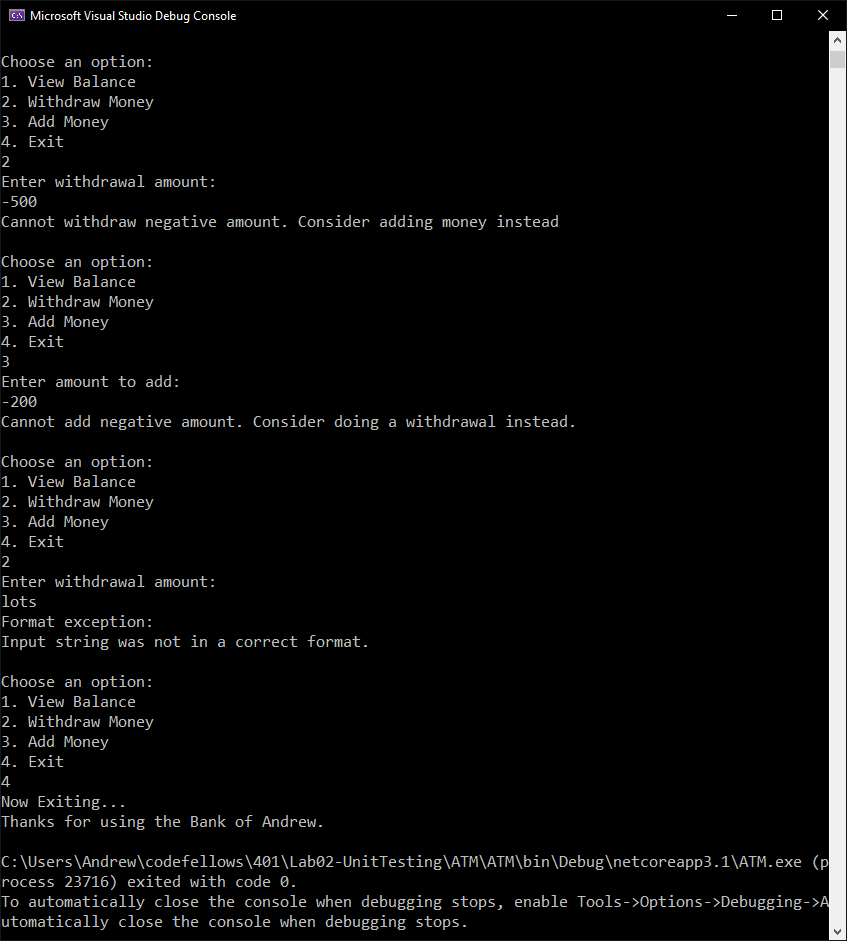 Microsoft Visual Studio Debug Console
Choose an option:
1. View Balance
2. Withdraw Money
3. Add Money
4. Exit
2
Enter withdrawal amount:
-500
Cannot withdraw negative amount. Consider adding money instead
Choose an option:
1. View Balance
2. Withdraw Money
3. Add Money
4. Exit
3
Enter amount to add:
-200
Cannot add negative amount. Consider doing a withdrawal instead.
Choose an option:
1. View Balance
2. Withdraw Money
3. Add Money
4. Exit
2
Enter withdrawal amount:
lots
Format exception:
Input string was not in a correct format.
Choose an option:
1. View Balance
2. Withdraw Money
3. Add Money
4. Exit
4
Now Exiting...
Thanks for using the Bank of Andrew.
C:\Users\Andrew\codefellows\401\Lab02-UnitTesting\ATM\ATM\bin\Debug\netcoreapp3.1\ATM.exe (p
rocess 23716) exited with code 0.
To automatically close the console when debugging stops, enable Tools->Options->Debugging->A
utomatically close the console when debugging stops.